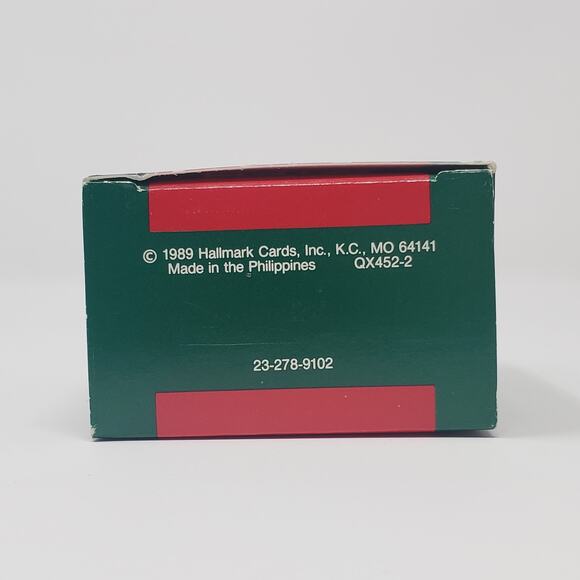 © 1989 Hallmark Cards, Inc., K.C., MO 64141
Made in the Philippines QX452-2
23-278-9102